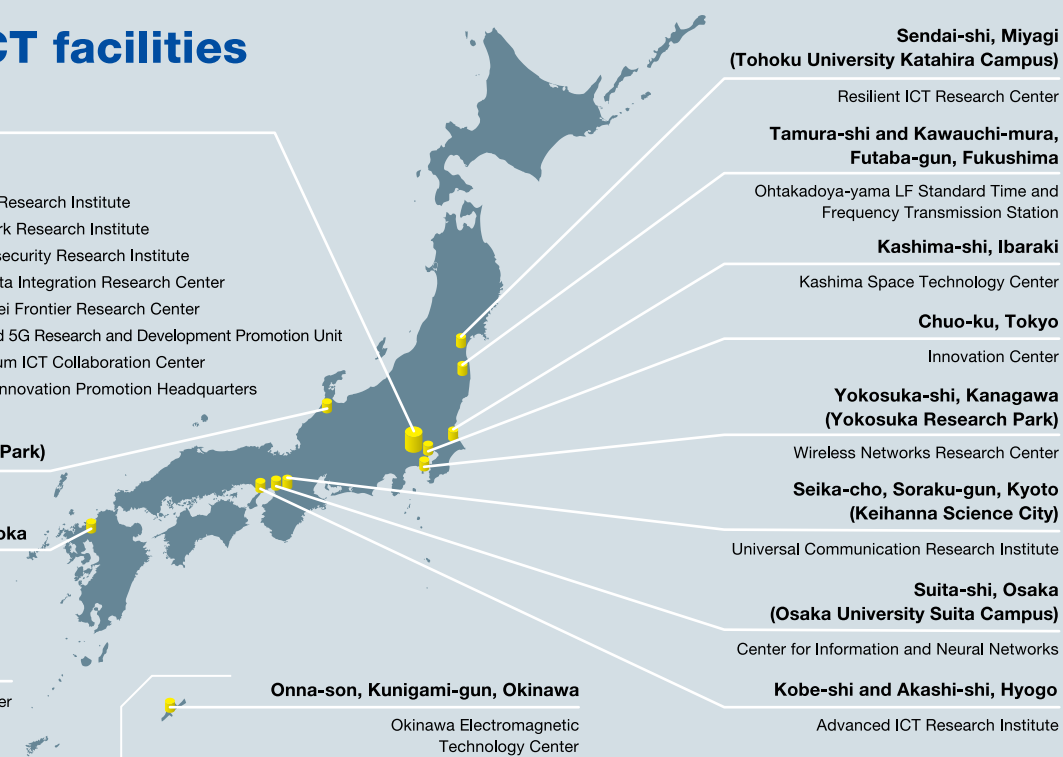 CT facilities
Research Institute
rk Research Institute
security Research Institute
ta Integration Research Center
ei Frontier Research Center
d 5G Research and Development Promotion Unit
um ICT Collaboration Center
nnovation Promotion Headquarters
Park)
oka
er
Onna-son, Kunigami-gun, Okinawa
Okinawa Electromagnetic
Technology Center
Sendai-shi, Miyagi
(Tohoku University Katahira Campus)
Resilient ICT Research Center
Tamura-shi and Kawauchi-mura,
Futaba-gun, Fukushima
Ohtakadoya-yama LF Standard Time and
Frequency Transmission Station
Kashima-shi, Ibaraki
Kashima Space Technology Center
Chuo-ku, Tokyo
Innovation Center
Yokosuka-shi, Kanagawa
(Yokosuka Research Park)
Wireless Networks Research Center
Seika-cho, Soraku-gun, Kyoto
(Keihanna Science City)
Universal Communication Research Institute
Suita-shi, Osaka
(Osaka University Suita Campus)
Center for Information and Neural Networks
Kobe-shi and Akashi-shi, Hyogo
Advanced ICT Research Institute